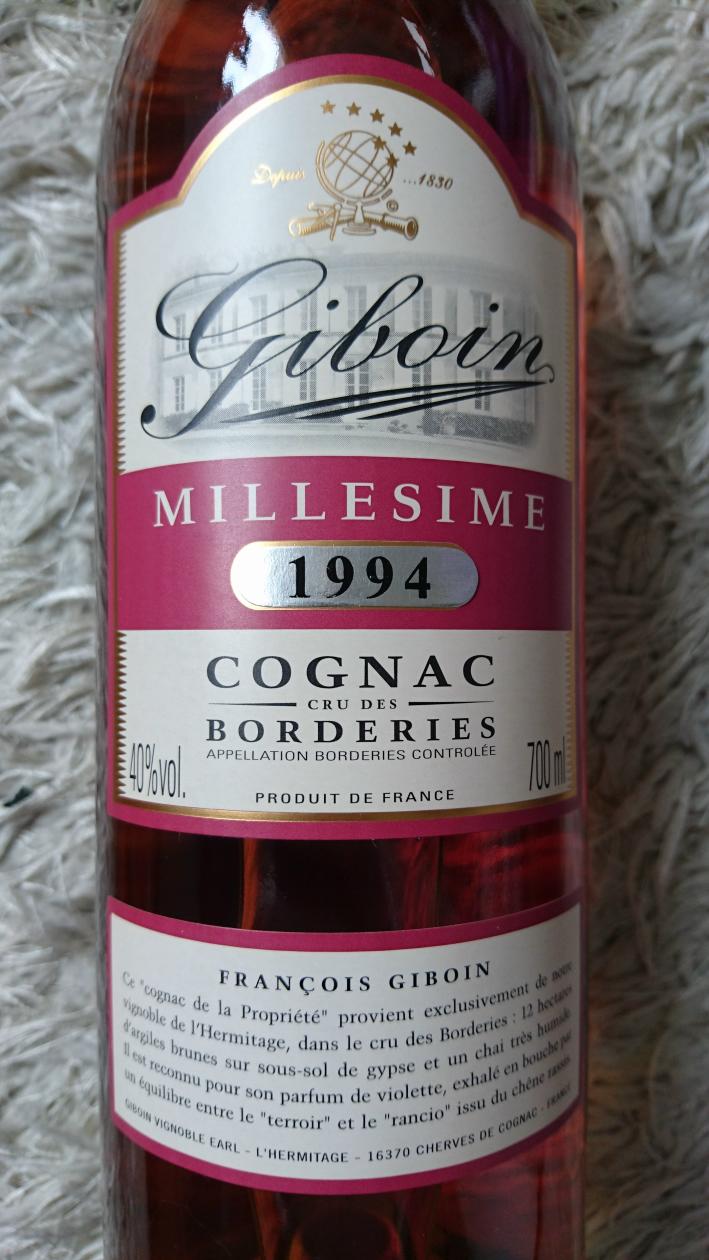 Depuis ...1830
Giboin
MILLESIME
1994
COGNAC
CRU DES
BORDERIES
APPELLATION BORDERIES CONTROLÉE
40%vol.
700 ml
PRODUIT DE FRANCE
FRANÇOIS GIBOIN
Ce "cognac de la Propriété" provient exclusivement de notre
vignoble de l'Hermitage, dans le cru des Borderies : 12 hectares
d'argiles brunes sur sous-sol de gypse et un chai très humide.
Il est reconnu pour son parfum de violette, exhalé en bouche par
un équilibre entre le "terroir" et le "rancio" issu du chêne rassis.
GIBOIN VIGNOBLE EARL - L'HERMITAGE - 16370 CHERVES DE COGNAC - FRANCE